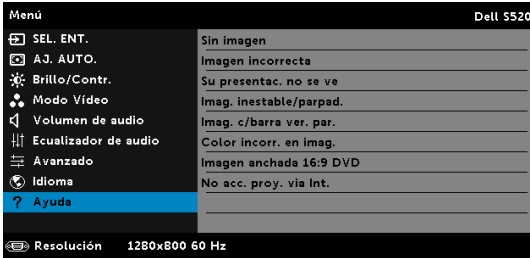 Menú
Dell S520
SEL. ENT.
AJ. AUTO.
Brillo/Contr.
Modo Vídeo
Volumen de audio
Ecualizador de audio
Avanzado
Idioma
? Ayuda
Sin imagen
Imagen incorrecta
Su presentac. no se ve
Imag. inestable/parpad.
Imag. c/barra ver. par.
Color incorr. en imag.
Imagen anchada 16:9 DVD
No acc. proy. via Int.
Resolución 1280x800 60 Hz